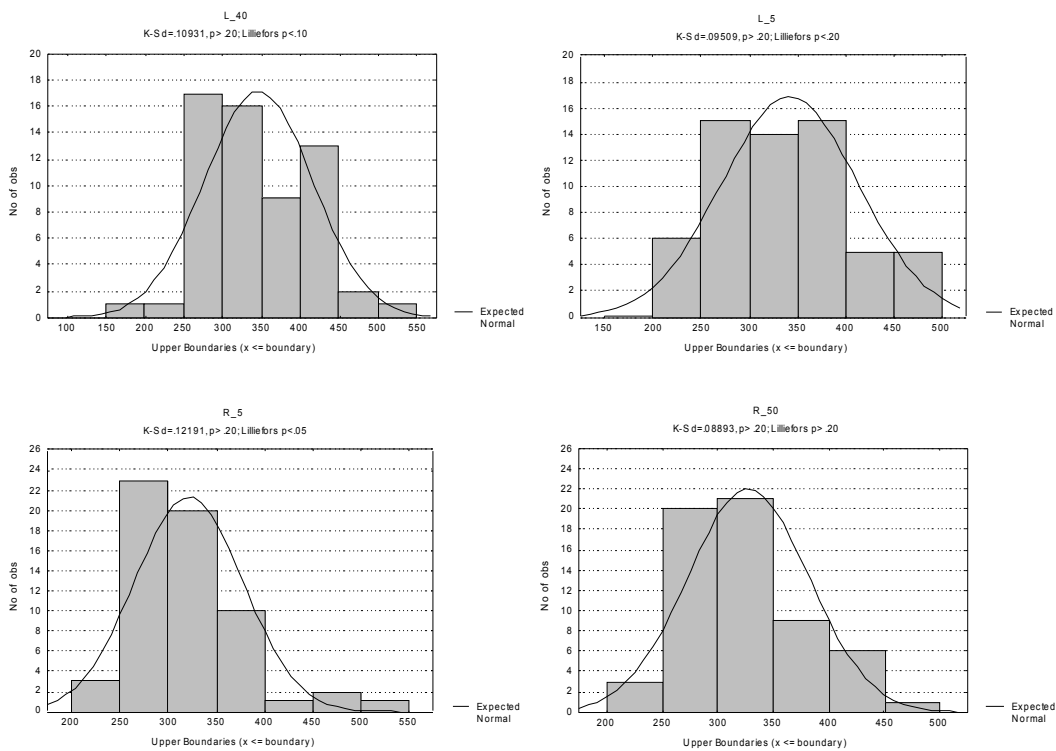 L_40
K-S d=.10931, p> .20; Lilliefors p<.10
20
18
16
14
12
10
8
6
4
2
0
No of obs
100 150 200 250 300 350 400 450 500 550
Upper Boundaries (x <= boundary)
Expected
Normal
L_5
K-S d=.09509, p> .20; Lilliefors p<.20
20
18
16
14
12
10
8
6
4
2
0
No of obs
150 200 250 300 350 400 450 500
Upper Boundaries (x <= boundary)
Expected
Normal
R_5
K-S d=.12191, p> .20; Lilliefors p<.05
26
24
22
20
18
16
14
12
10
8
6
4
2
0
No of obs
200 250 300 350 400 450 500 550
Upper Boundaries (x <= boundary)
Expected
Normal
R_50
K-S d=.08893, p> .20; Lilliefors p> .20
26
24
22
20
18
16
14
12
10
8
6
4
2
0
No of obs
200 250 300 350 400 450 500
Upper Boundaries (x <= boundary)
Expected
Normal